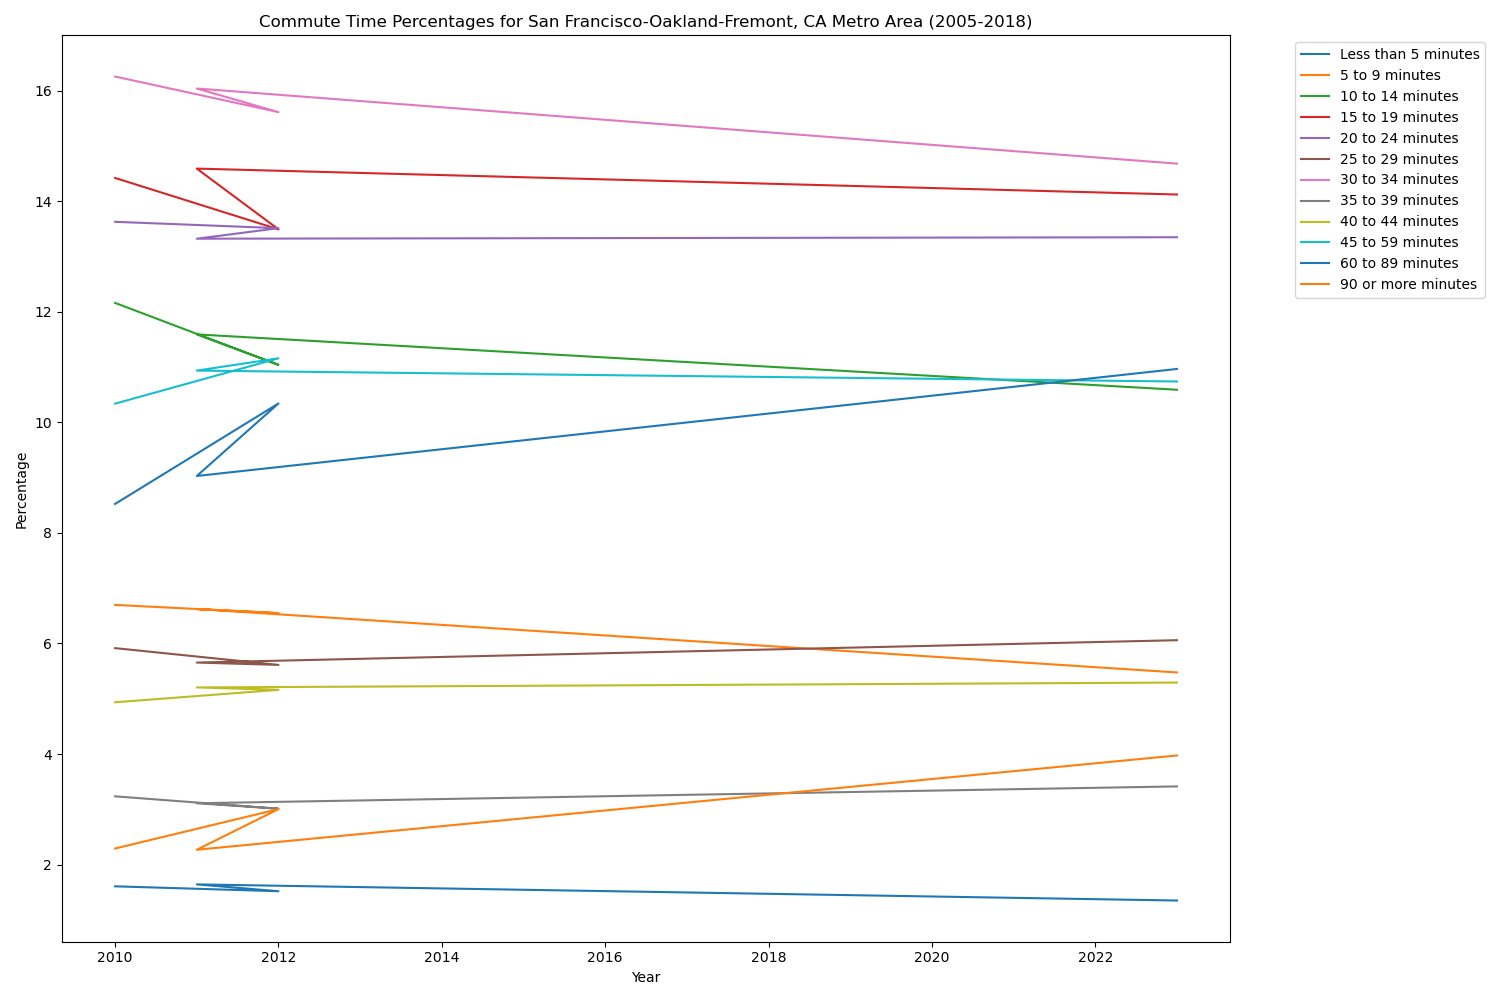 Commute Time Percentages for San Francisco-Oakland-Fremont, CA Metro Area (2005-2018)
Less than 5 minutes
5 to 9 minutes
10 to 14 minutes
15 to 19 minutes
20 to 24 minutes
25 to 29 minutes
30 to 34 minutes
35 to 39 minutes
40 to 44 minutes
45 to 59 minutes
60 to 89 minutes
90 or more minutes
Percentage
16
14
12
10
8
6
4
2
2010 2012 2014 2016 2018 2020 2022
Year